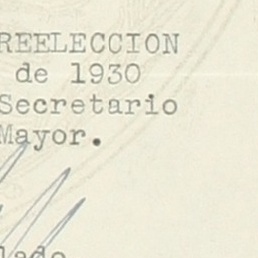 REELECCION
de 1930
Secretario
Mayor.